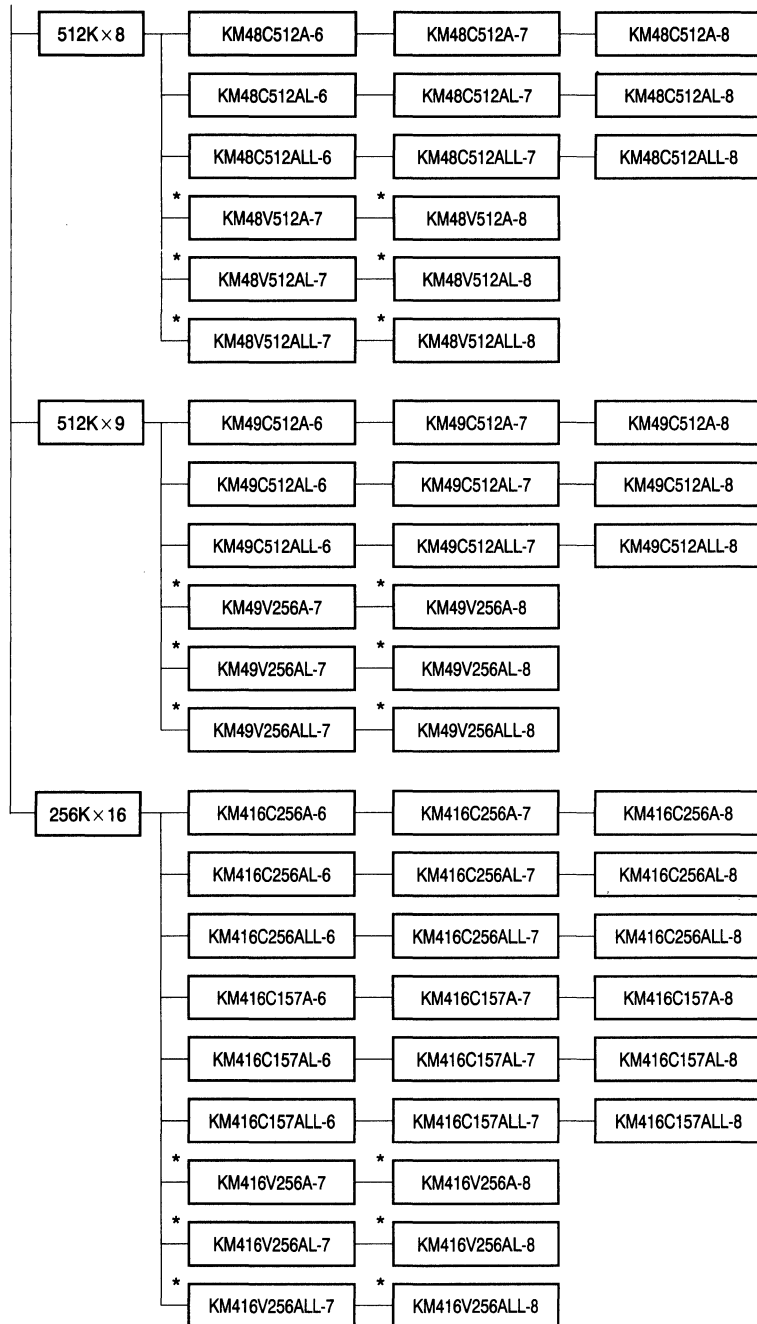 512K×8 KM48C512A-6 KM48C512A-7 KM48C512A-8
KM48C512AL-6 KM48C512AL-7 KM48C512AL-8
KM48C512ALL-6 KM48C512ALL-7 KM48C512ALL-8
* KM48V512A-7 * KM48V512A-8
* KM48V512AL-7 * KM48V512AL-8
* KM48V512ALL-7 * KM48V512ALL-8
512K×9 KM49C512A-6 KM49C512A-7 KM49C512A-8
KM49C512AL-6 KM49C512AL-7 KM49C512AL-8
KM49C512ALL-6 KM49C512ALL-7 KM49C512ALL-8
* KM49V256A-7 * KM49V256A-8
* KM49V256AL-7 * KM49V256AL-8
* KM49V256ALL-7 * KM49V256ALL-8
256K×16 KM416C256A-6 KM416C256A-7 KM416C256A-8
KM416C256AL-6 KM416C256AL-7 KM416C256AL-8
KM416C256ALL-6 KM416C256ALL-7 KM416C256ALL-8
KM416C157A-6 KM416C157A-7 KM416C157A-8
KM416C157AL-6 KM416C157AL-7 KM416C157AL-8
KM416C157ALL-6 KM416C157ALL-7 KM416C157ALL-8
* KM416V256A-7 * KM416V256A-8
* KM416V256AL-7 * KM416V256AL-8
* KM416V256ALL-7 * KM416V256ALL-8